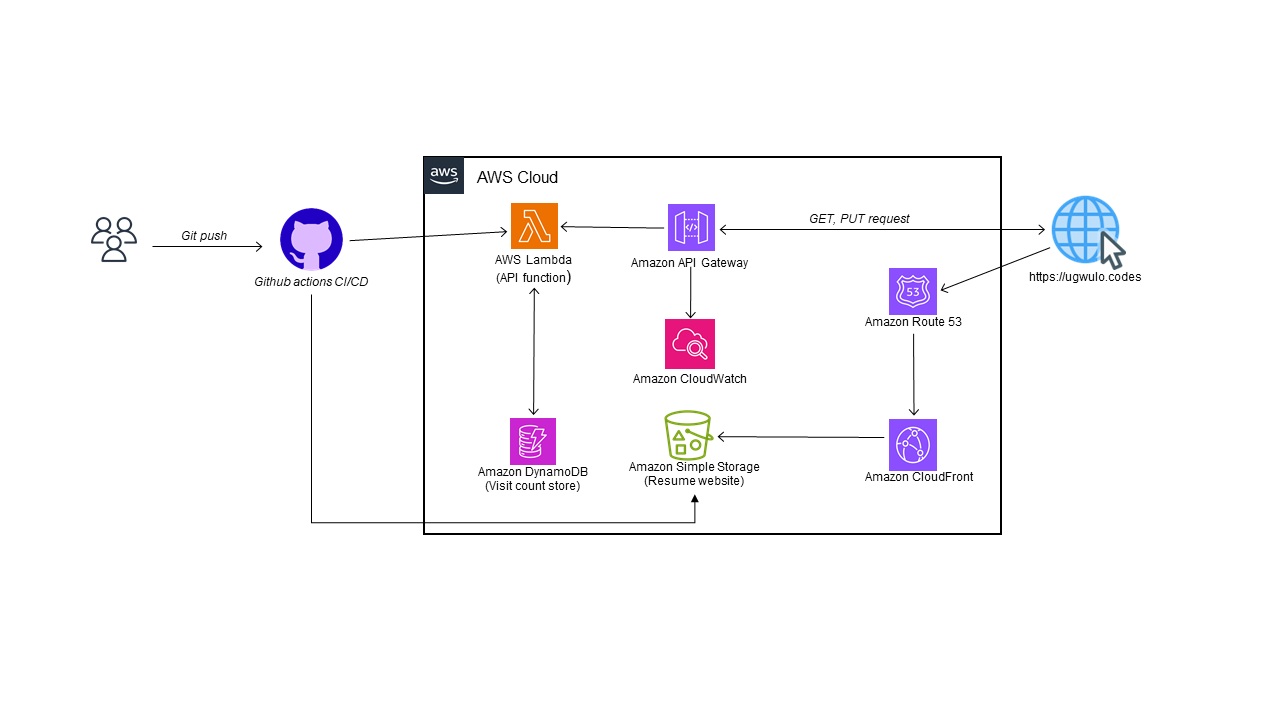 aws
AWS Cloud
Git push
Github actions CI/CD
AWS Lambda
(API function)
Amazon API Gateway
GET, PUT request
https://ugwulo.codes
53
Amazon Route 53
Amazon CloudWatch
Amazon DynamoDB
(Visit count store)
Amazon Simple Storage
(Resume website)
Amazon CloudFront